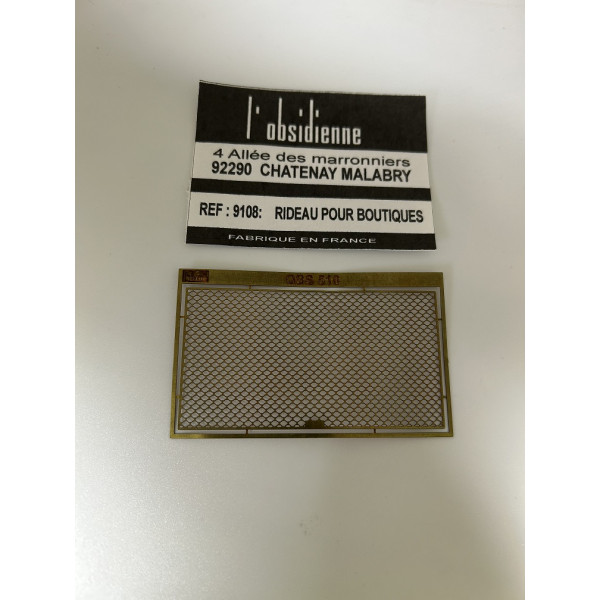 l'obsidienne
4 Allée des marronniers
92290 CHATENAY MALABRY
REF : 9108: RIDEAU POUR BOUTIQUES
FABRIQUE EN FRANCE